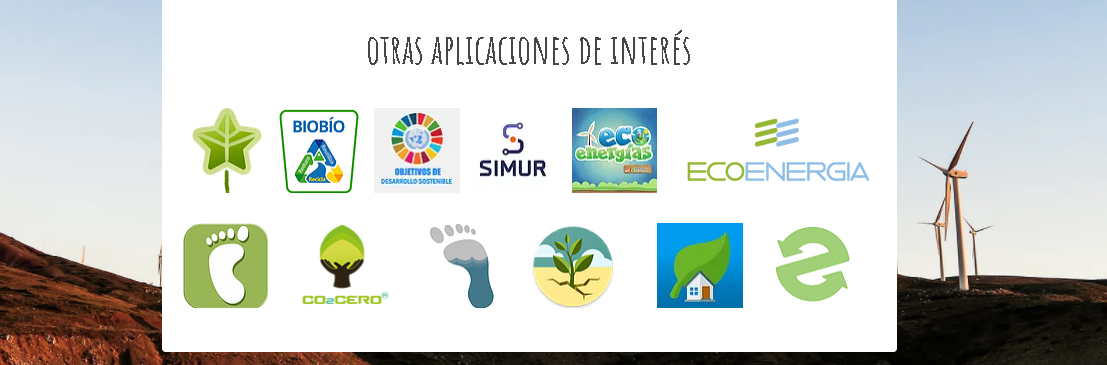 OTRAS APLICACIONES DE INTERÉS
BIOBÍO
Recicla
OBJETIVOS DE
DESARROLLO SOSTENIBLE
SIMUR
eco
energías
ECOENERGIA
CO2CERO